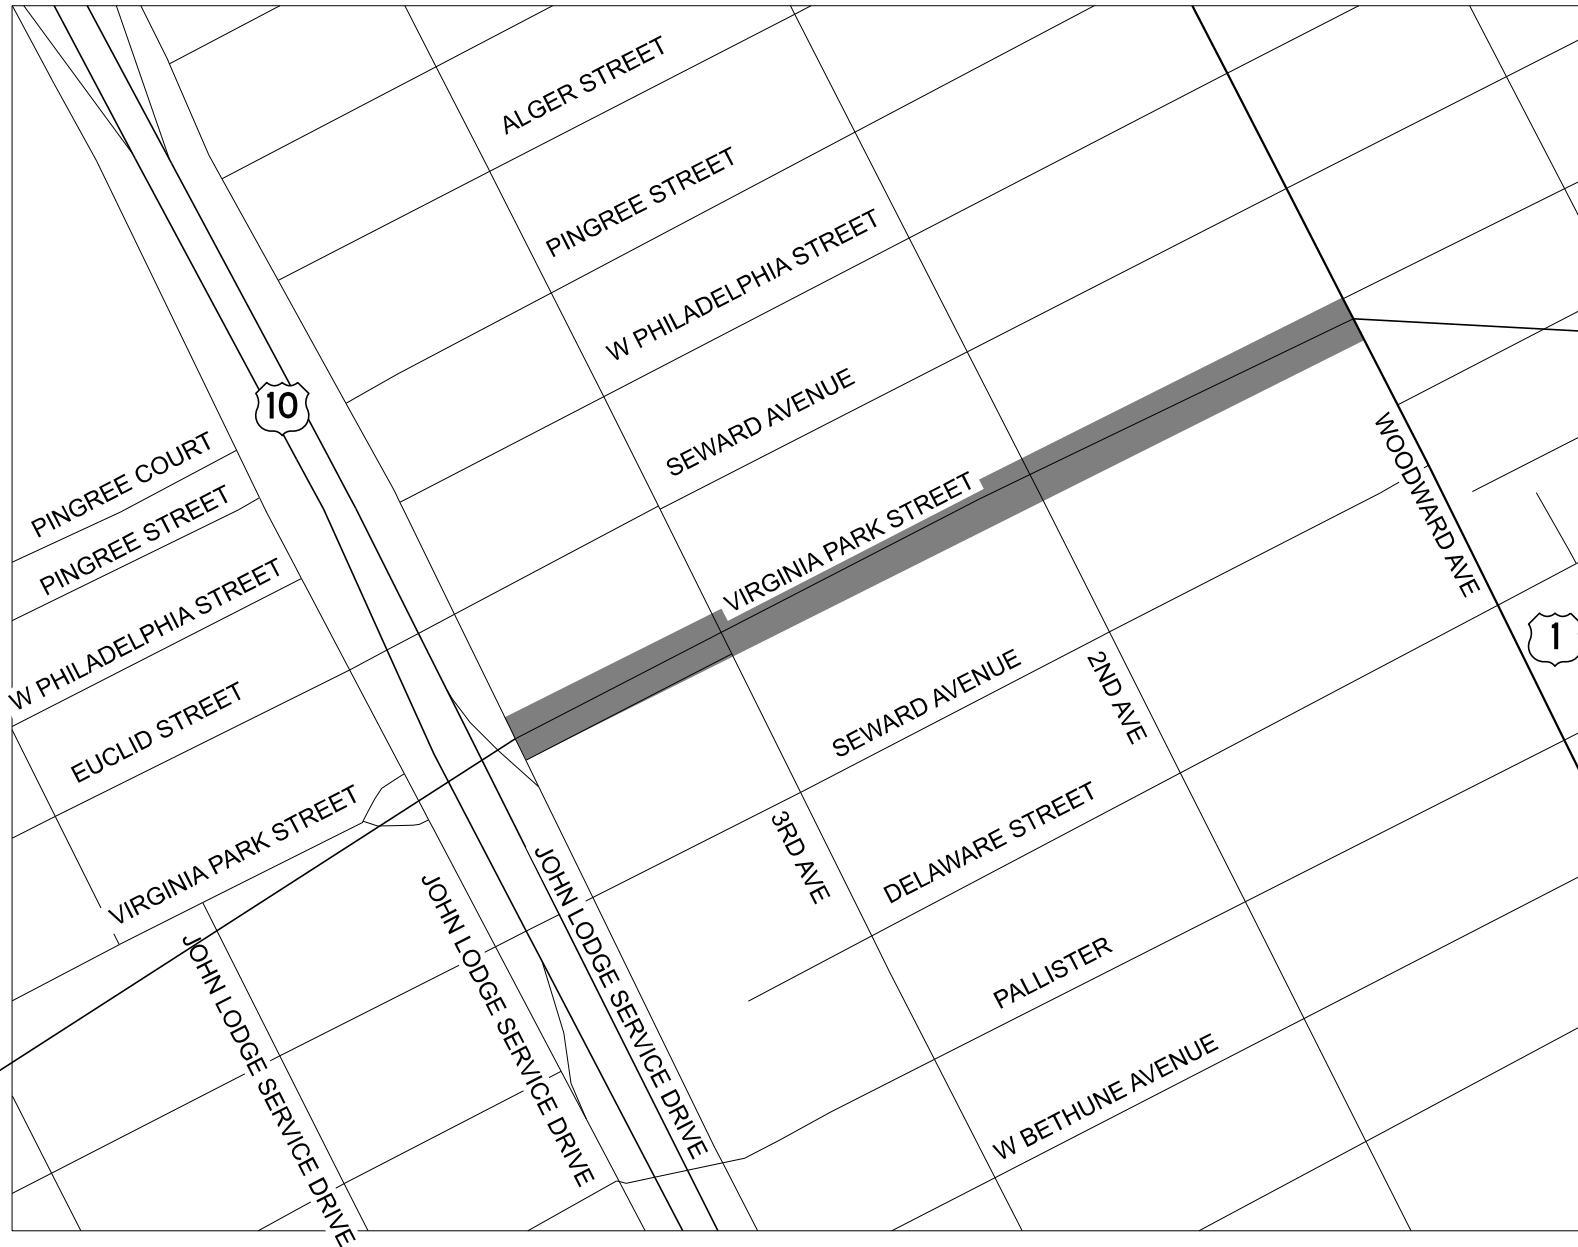 ALGER STREET
PINGREE STREET
W PHILADELPHIA STREET
SEWARD AVENUE
10
PINGREE COURT
PINGREE STREET
W PHILADELPHIA STREET
EUCLID STREET
VIRGINIA PARK STREET
VIRGINIA PARK STREET
WOODWARD AVE
1
SEWARD AVENUE
2ND AVE
3RD AVE
DELAWARE STREET
PALLISTER
W BETHUNE AVENUE
JOHN LODGE SERVICE DRIVE
JOHN LODGE SERVICE DRIVE
JOHN LODGE SERVICE DRIVE